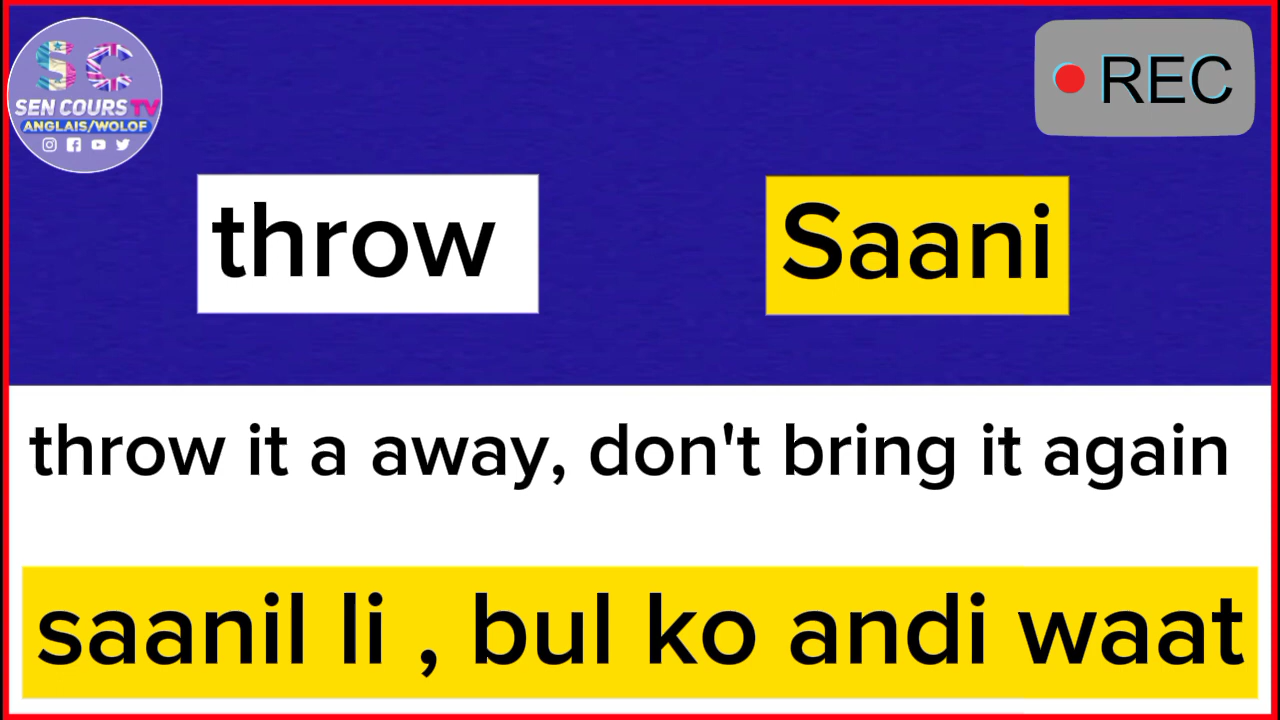 SC
SEN COURS TV
ANGLAIS/WOLOF
REC
throw
Saani
throw it a away, don't bring it again
saanil li , bul ko andi waat